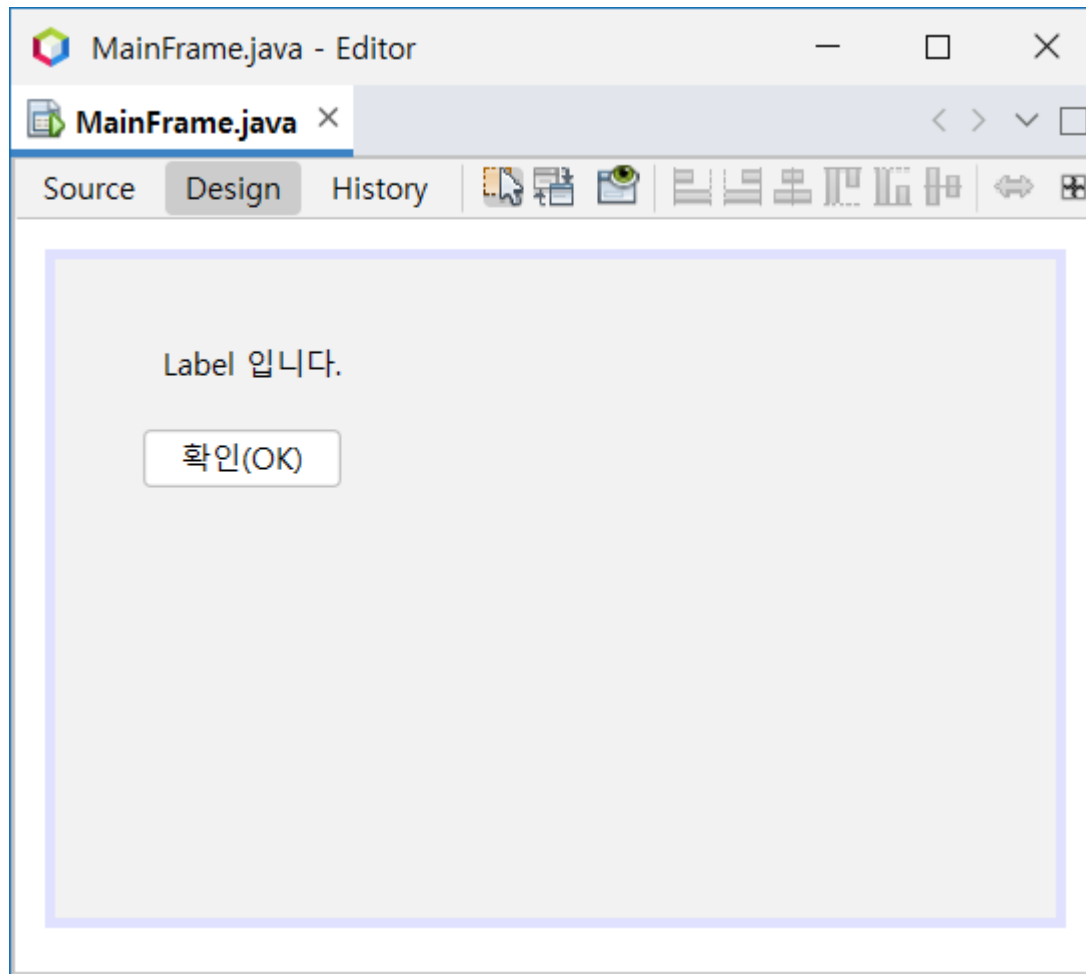 MainFrame.java - Editor
MainFrame.java
Source Design History
Label 입니다.
확인(OK)